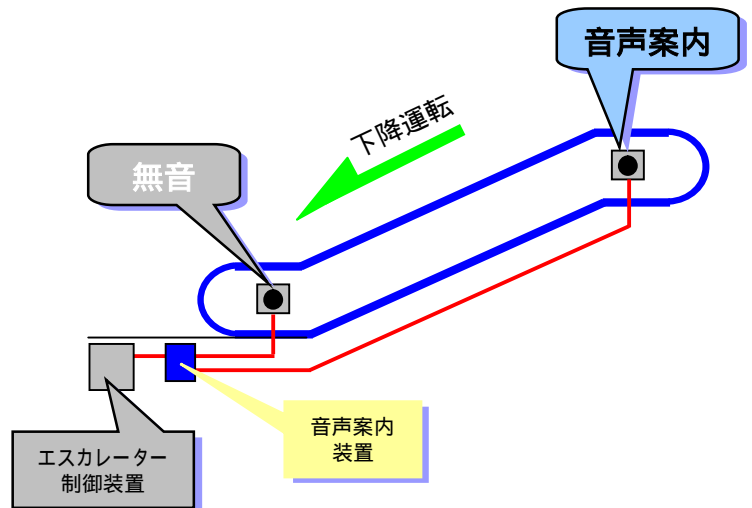 音声案内
下降運転
無音
音声案内
装置
エスカレーター
制御装置